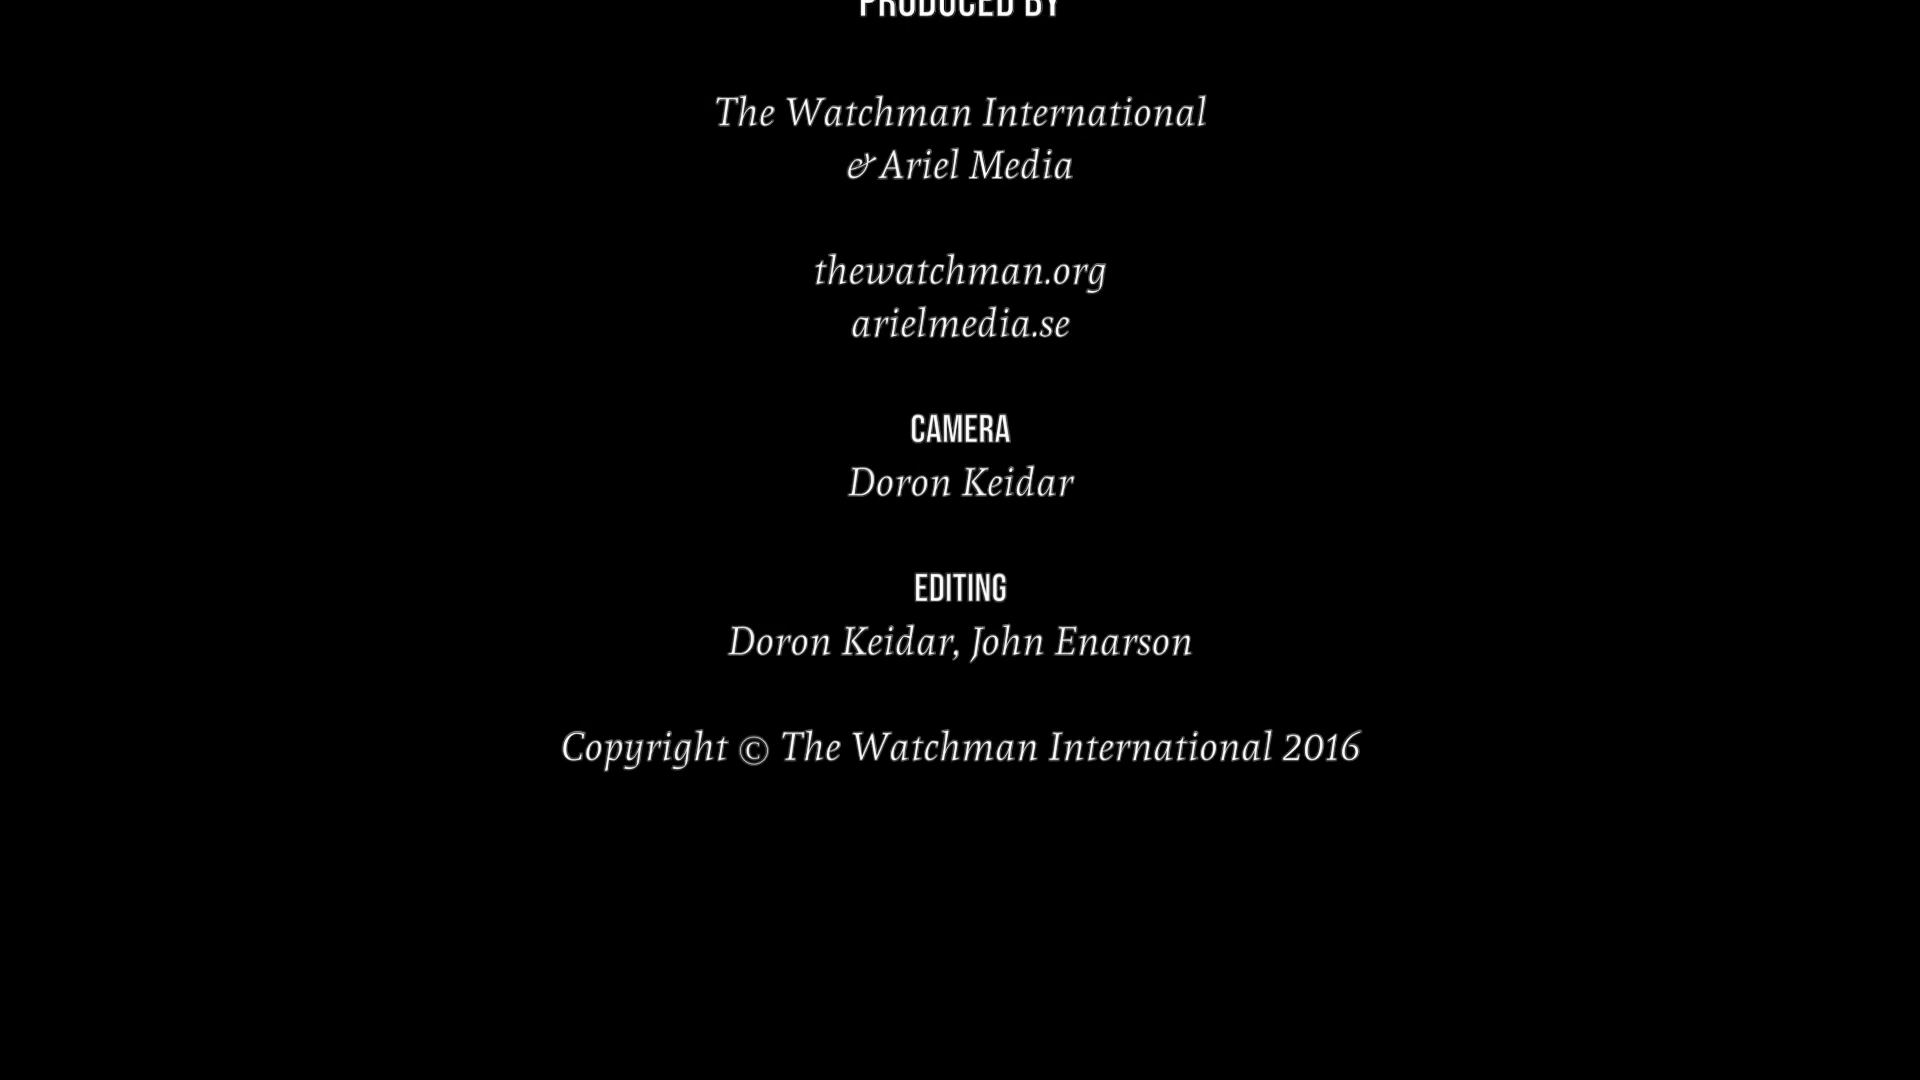 PRODUCED BY
The Watchman International
& Ariel Media
thewatchman.org
arielmedia.se
CAMERA
Doron Keidar
EDITING
Doron Keidar, John Enarson
Copyright © The Watchman International 2016